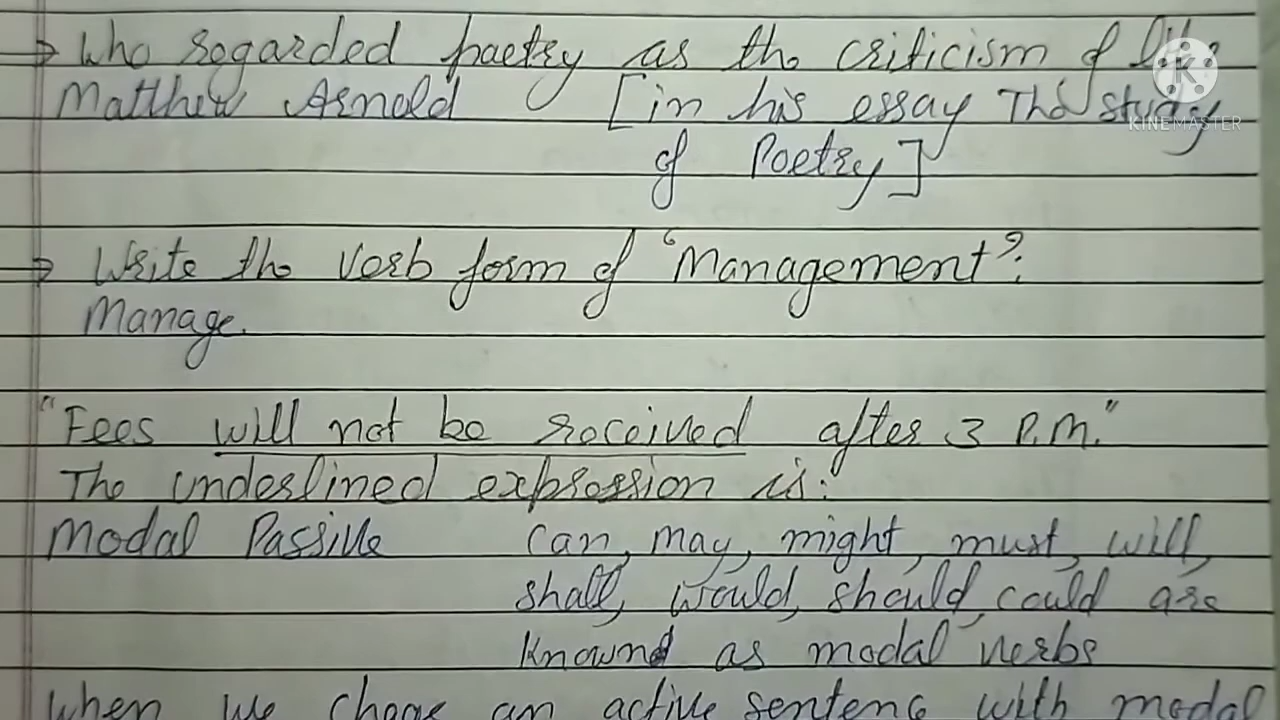 → Who regarded poetry as the criticism of life
Matthew Arnold [in his essay The study
of Poetry]
KINEMASTER
→ Write the Verb form of 'Management':
Manage.
"Fees will not be received after 3 P.M."
The underlined expression is:
Modal Passive can, may, might, must, will,
shall, would, should, could are
known as modal verbs
When we change an active sentence with modal